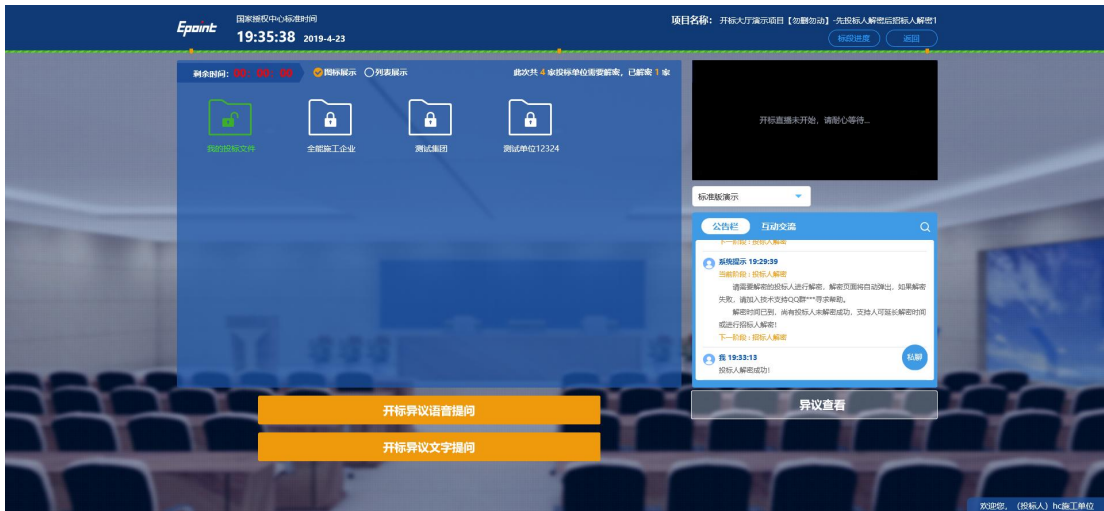 Epoint
国家授权中心标准时间
19:35:38 2019-4-23
项目名称: 开标大厅演示项目【勿删勿动】-先投标人解密后招标人解密1
标段进度
返回
剩余时间: 00: 00: 00
图标展示 列表展示
此次共 4 家投标单位需要解密, 已解密 1 家
我的投标文件
全能施工企业
测试集团
测试单位12324
开标直播未开始, 请耐心等待...
标准版演示
公告栏 互动交流
下一阶段 : 投标人解密
系统提示 19:29:39
当前阶段 : 投标人解密
请需要解密的投标人进行解密, 解密页面将自动弹出, 如果解密
失败, 请加入技术支持QQ群***寻求帮助。
解密时间已到, 尚有投标人未解密成功, 支持人可延长解密时间
或进行招标人解密!
下一阶段 : 招标人解密
我 19:33:13
投标人解密成功!
私聊
开标异议语音提问
开标异议文字提问
异议查看
欢迎您, (投标人) hc施工单位